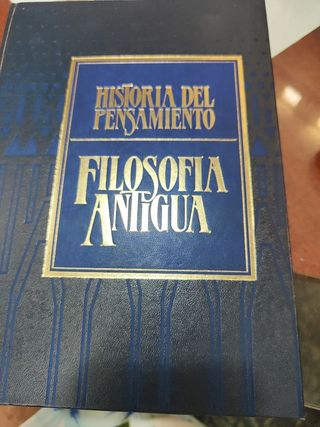 HISTORIA DEL
PENSAMIENTO
FILOSOFIA
ANTIGUA